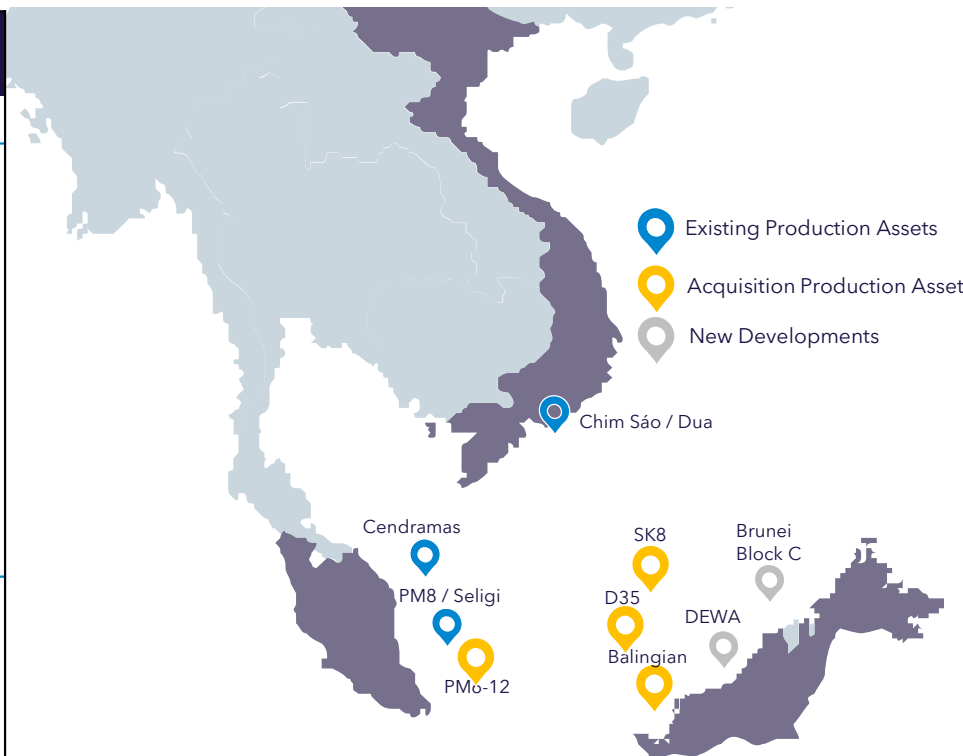 Existing Production Assets
Acquisition Production Asset
New Developments
Chim Sáo / Dua
Cendramas
PM8 / Seligi
PM6-12
SK8
D35
Balingian
DEWA
Brunei
Block C